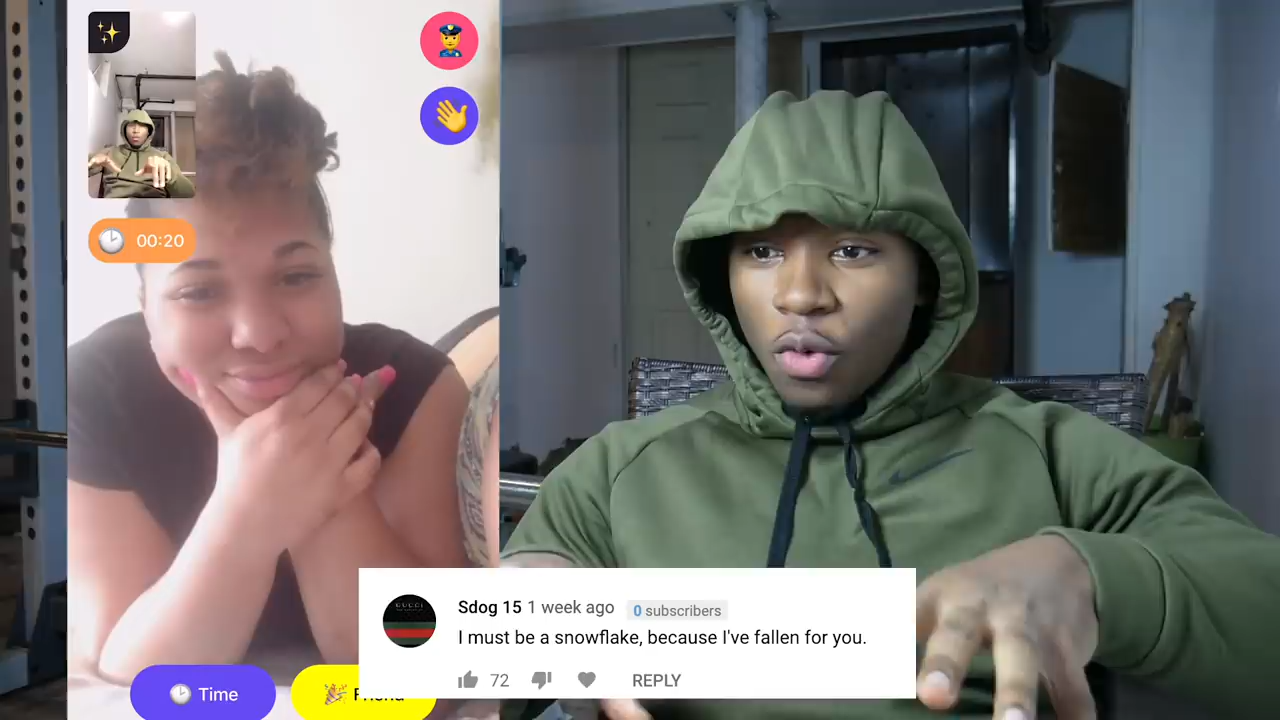 00:20
Sdog 15 1 week ago 0 subscribers
I must be a snowflake, because I've fallen for you.
72 REPLY
Time
GUCCI